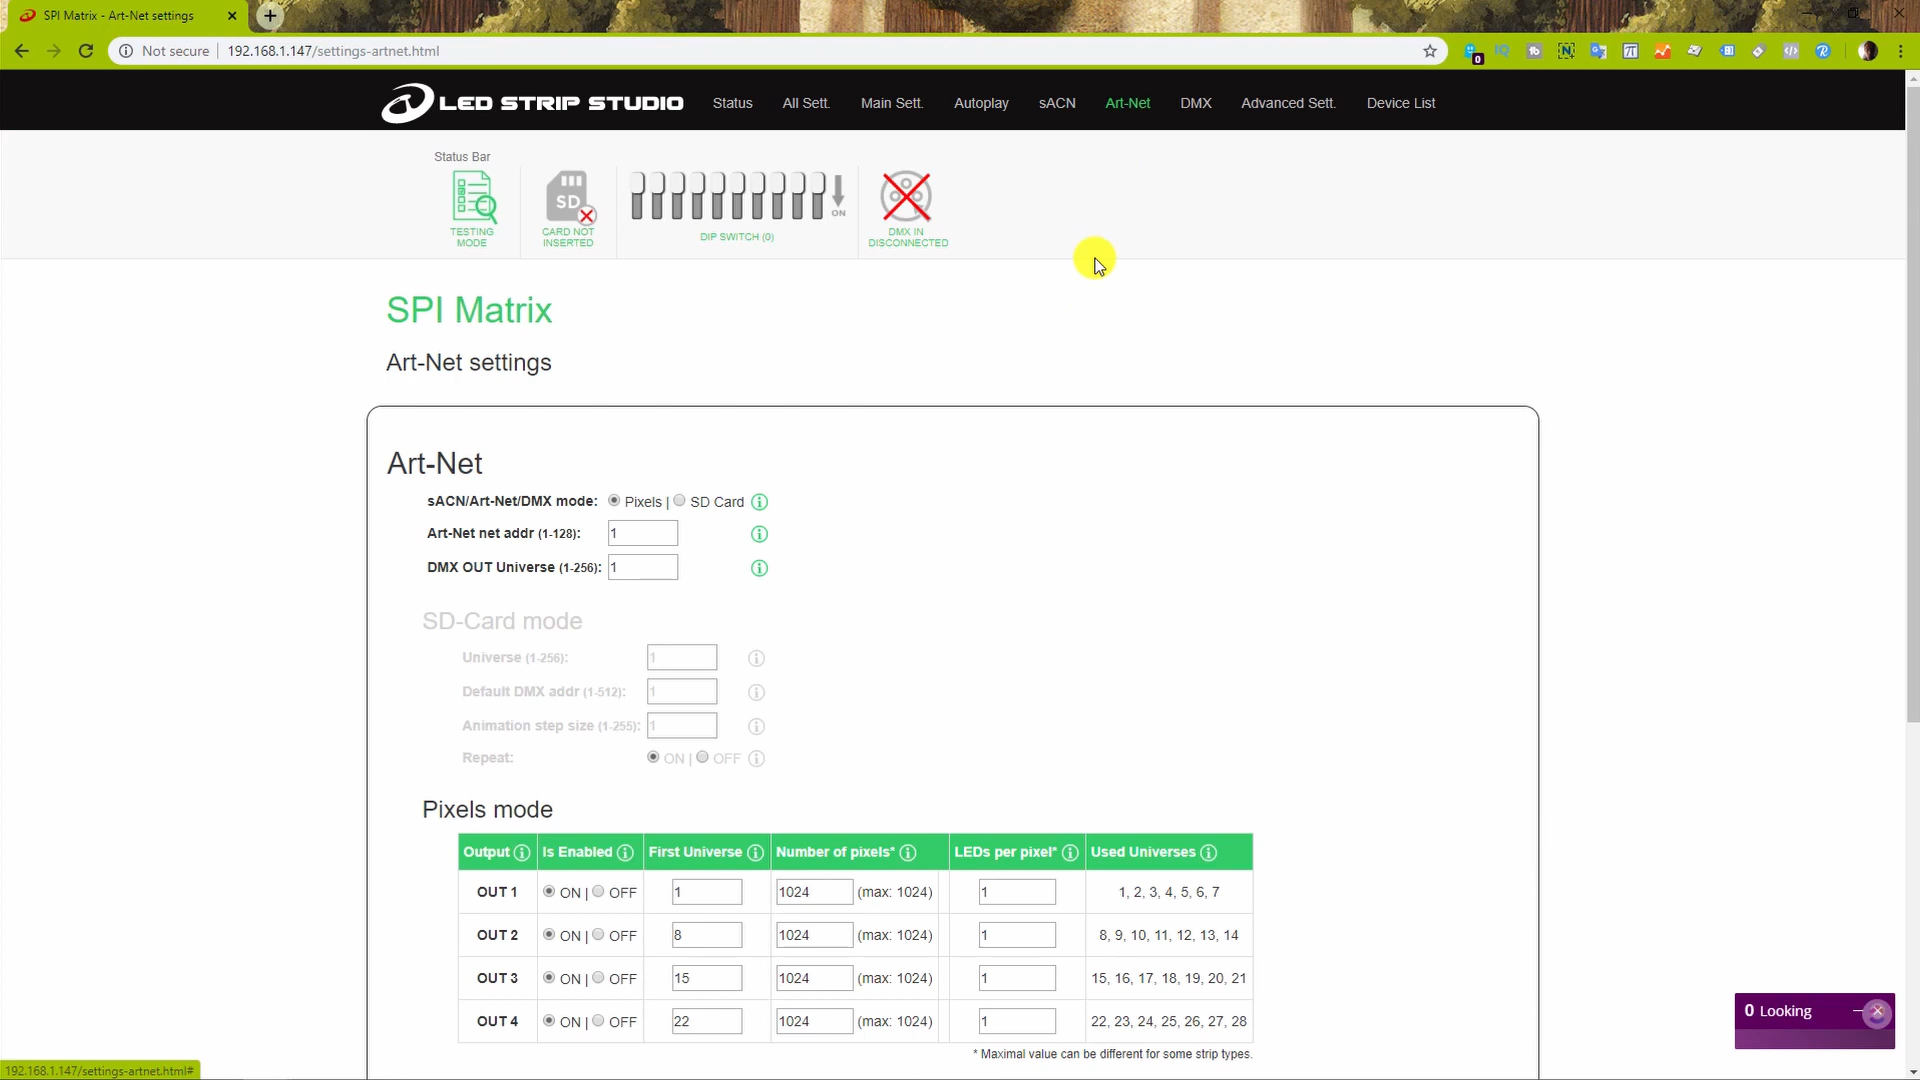 SPI Matrix - Art-Net settings
Not secure | 192.168.1.147/settings-artnet.html
0
LED STRIP STUDIO
Status All Sett. Main Sett. Autoplay sACN Art-Net DMX Advanced Sett. Device List
Status Bar
SD
ON
TESTING MODE
CARD NOT INSERTED
DIP SWITCH (0)
DMX IN DISCONNECTED
SPI Matrix
Art-Net settings
Art-Net
sACN/Art-Net/DMX mode: Pixels | SD Card
Art-Net net addr (1-128): 1
DMX OUT Universe (1-256): 1
SD-Card mode
Universe (1-256): 1
Default DMX addr (1-512): 1
Animation step size (1-255): 1
Repeat: ON | OFF
Pixels mode
Output Is Enabled First Universe Number of pixels* LEDs per pixel* Used Universes
OUT 1 ON | OFF 1 1024 (max: 1024) 1 1, 2, 3, 4, 5, 6, 7
OUT 2 ON | OFF 8 1024 (max: 1024) 1 8, 9, 10, 11, 12, 13, 14
OUT 3 ON | OFF 15 1024 (max: 1024) 1 15, 16, 17, 18, 19, 20, 21
OUT 4 ON | OFF 22 1024 (max: 1024) 1 22, 23, 24, 25, 26, 27, 28
* Maximal value can be different for some strip types.
0 Looking
192.168.1.147/settings-artnet.html#